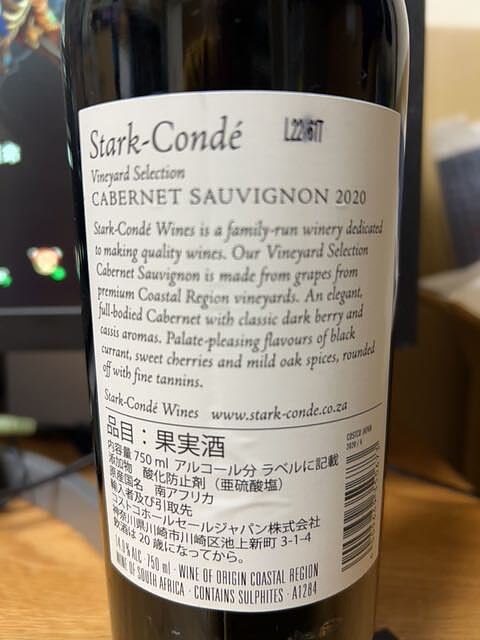 Stark-Condé
Vineyard Selection
CABERNET SAUVIGNON 2020
Stark-Condé Wines is a family-run winery dedicated
to making quality wines. Our Vineyard Selection
Cabernet Sauvignon is made from grapes from
premium Coastal Region vineyards. An elegant,
full-bodied Cabernet with classic dark berry and
cassis aromas. Palate-pleasing flavours of black
currant, sweet cherries and mild oak spices, rounded
off with fine tannins.
Stark-Condé Wines www.stark-conde.co.za
品目：果実酒
内容量 750 ml アルコール分 ラベルに記載
添加物 酸化防止剤（亜硫酸塩）
原産国名 南アフリカ
輸入者及び引取先
コストコホールセールジャパン株式会社
神奈川県川崎市川崎区池上新町 3-1-4
飲酒は 20 歳になってから。
14.0% ALC · 750 ml · WINE OF ORIGIN COASTAL REGION
WINE OF SOUTH AFRICA · CONTAINS SULPHITES · A1284
COSTCO JAPAN